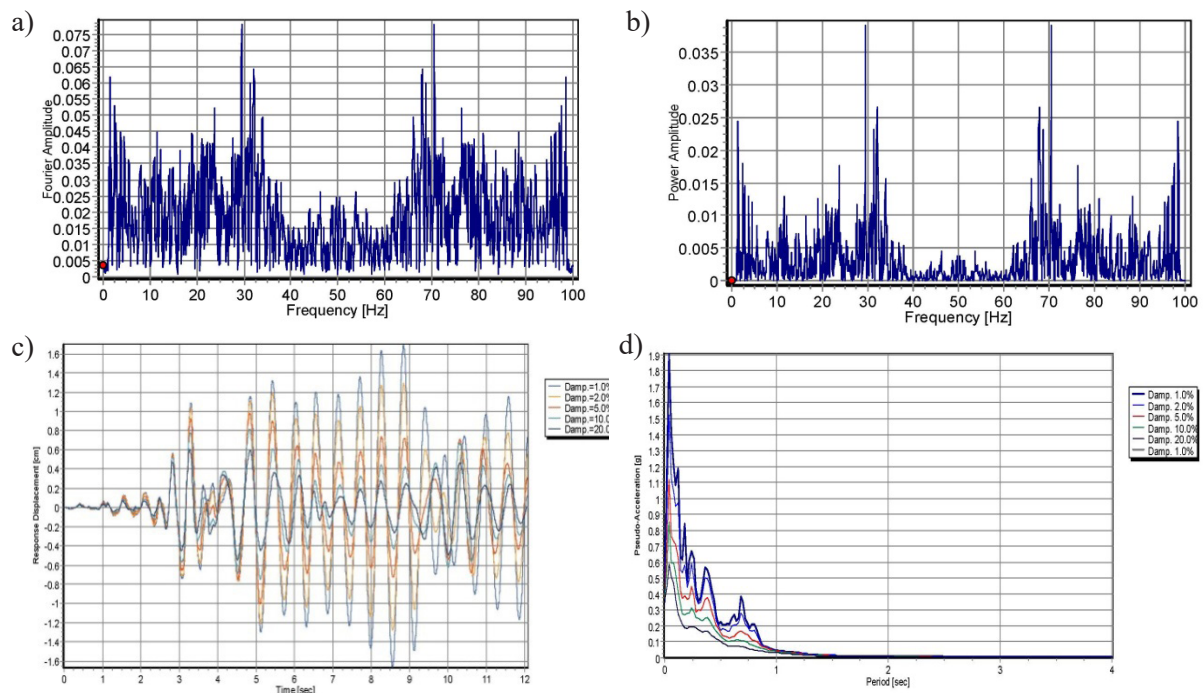 a)
Fourier Amplitude
0.075
0.07
0.065
0.06
0.055
0.05
0.045
0.04
0.035
0.03
0.025
0.02
0.015
0.01
0.005
0
0 10 20 30 40 50 60 70 80 90 100
Frequency [Hz]
b)
Power Amplitude
0.035
0.03
0.025
0.02
0.015
0.01
0.005
0
0 10 20 30 40 50 60 70 80 90 100
Frequency [Hz]
c)
Response Displacement [cm]
1.6
1.4
1.2
1
0.8
0.6
0.4
0.2
0
-0.2
-0.4
-0.6
-0.8
-1
-1.2
-1.4
-1.6
0 1 2 3 4 5 6 7 8 9 10 11 12
Time [sec]
Damp.=1.0%
Damp.=2.0%
Damp.=5.0%
Damp.=10.0
Damp.=20.0
d)
Pseudo-Acceleration [g]
1.9
1.8
1.7
1.6
1.5
1.4
1.3
1.2
1.1
1
0.9
0.8
0.7
0.6
0.5
0.4
0.3
0.2
0.1
0
0 1 2 3 4
Period [sec]
Damp. 1.0%
Damp. 2.0%
Damp. 5.0%
Damp. 10.0%
Damp. 20.0%
Damp. 1.0%